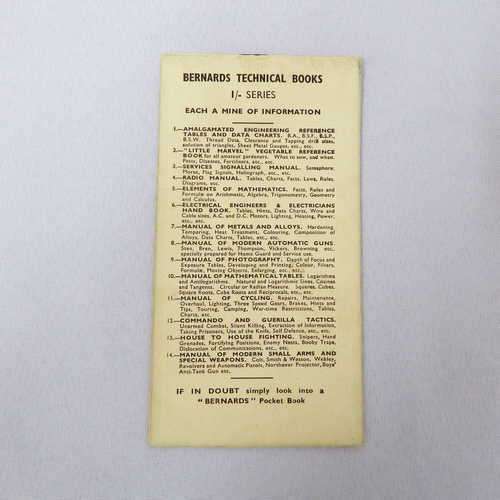 BERNARDS TECHNICAL BOOKS
1/- SERIES
EACH A MINE OF INFORMATION
1.—AMALGAMATED ENGINEERING REFERENCE
TABLES AND DATA CHARTS. B.A., B.S.F., B.S.P.,
B.S.W. Thread Data, Clearance and Tapping drill sizes,
solution of triangles, Sheet Metal Gauges, etc., etc.
2.—"LITTLE MARVEL" VEGETABLE REFERENCE
BOOK for all amateur gardeners. What to sow, and when.
Pests, Diseases, Fertilisers, etc., etc.
3.—SERVICES SIGNALLING MANUAL. Semaphore,
Morse, Flag Signals, Heliograph, etc., etc.
4.—RADIO MANUAL. Tables, Charts, Facts, Laws, Rules,
Diagrams, etc.
5.—ELEMENTS OF MATHEMATICS. Facts, Rules and
Formulæ on Arithmetic, Algebra, Trigonometry, Geometry
and Calculus.
6.—ELECTRICAL ENGINEERS & ELECTRICIANS
HAND BOOK. Tables, Hints, Data Charts, Wire and
Cable sizes, A.C. and D.C. Motors, Lighting, Heating, Power,
etc., etc.
7.—MANUAL OF METALS AND ALLOYS. Hardening,
Tempering, Heat Treatment, Colouring, Composition of
Alloys, Data Charts, Tables, etc., etc.
8.—MANUAL OF MODERN AUTOMATIC GUNS.
Sten, Bren, Lewis, Thompson, Vickers, Browning etc.,
specially prepared for Home Guard and Service use.
9.—MANUAL OF PHOTOGRAPHY. Depth of Focus and
Exposure Tables, Developing and Printing, Colour, Filters,
Formulæ, Moving Objects, Enlarging, etc., etc.
10.—MANUAL OF MATHEMATICAL TABLES. Logarithms
and Antilogarithms. Natural and Logarithmic Lines, Cosines
and Tangents. Circular or Radian Measure. Squares, Cubes,
Square Roots, Cube Roots and Reciprocals, etc., etc.
11.—MANUAL OF CYCLING. Repairs, Maintenance,
Overhaul, Lighting, Three Speed Gears, Brakes, Hints and
Tips, Touring, Camping, War-time Restrictions, Tables,
Charts, etc.
12.—COMMANDO AND GUERILLA TACTICS.
Unarmed Combat, Silent Killing, Extraction of Information,
Taking Prisoners, Use of the Knife, Self Defence, etc., etc.
13.—HOUSE TO HOUSE FIGHTING. Snipers, Hand
Grenades, Fortifying Positions, Enemy Nests, Booby Traps,
Dislocation of Communications, etc., etc.
14.—MANUAL OF MODERN SMALL ARMS AND
SPECIAL WEAPONS. Colt, Smith & Wesson, Webley,
Revolvers and Automatic Pistols, Northover Projector, Boys'
Anti-Tank Gun etc.
IF IN DOUBT simply look into a
"BERNARDS" Pocket Book